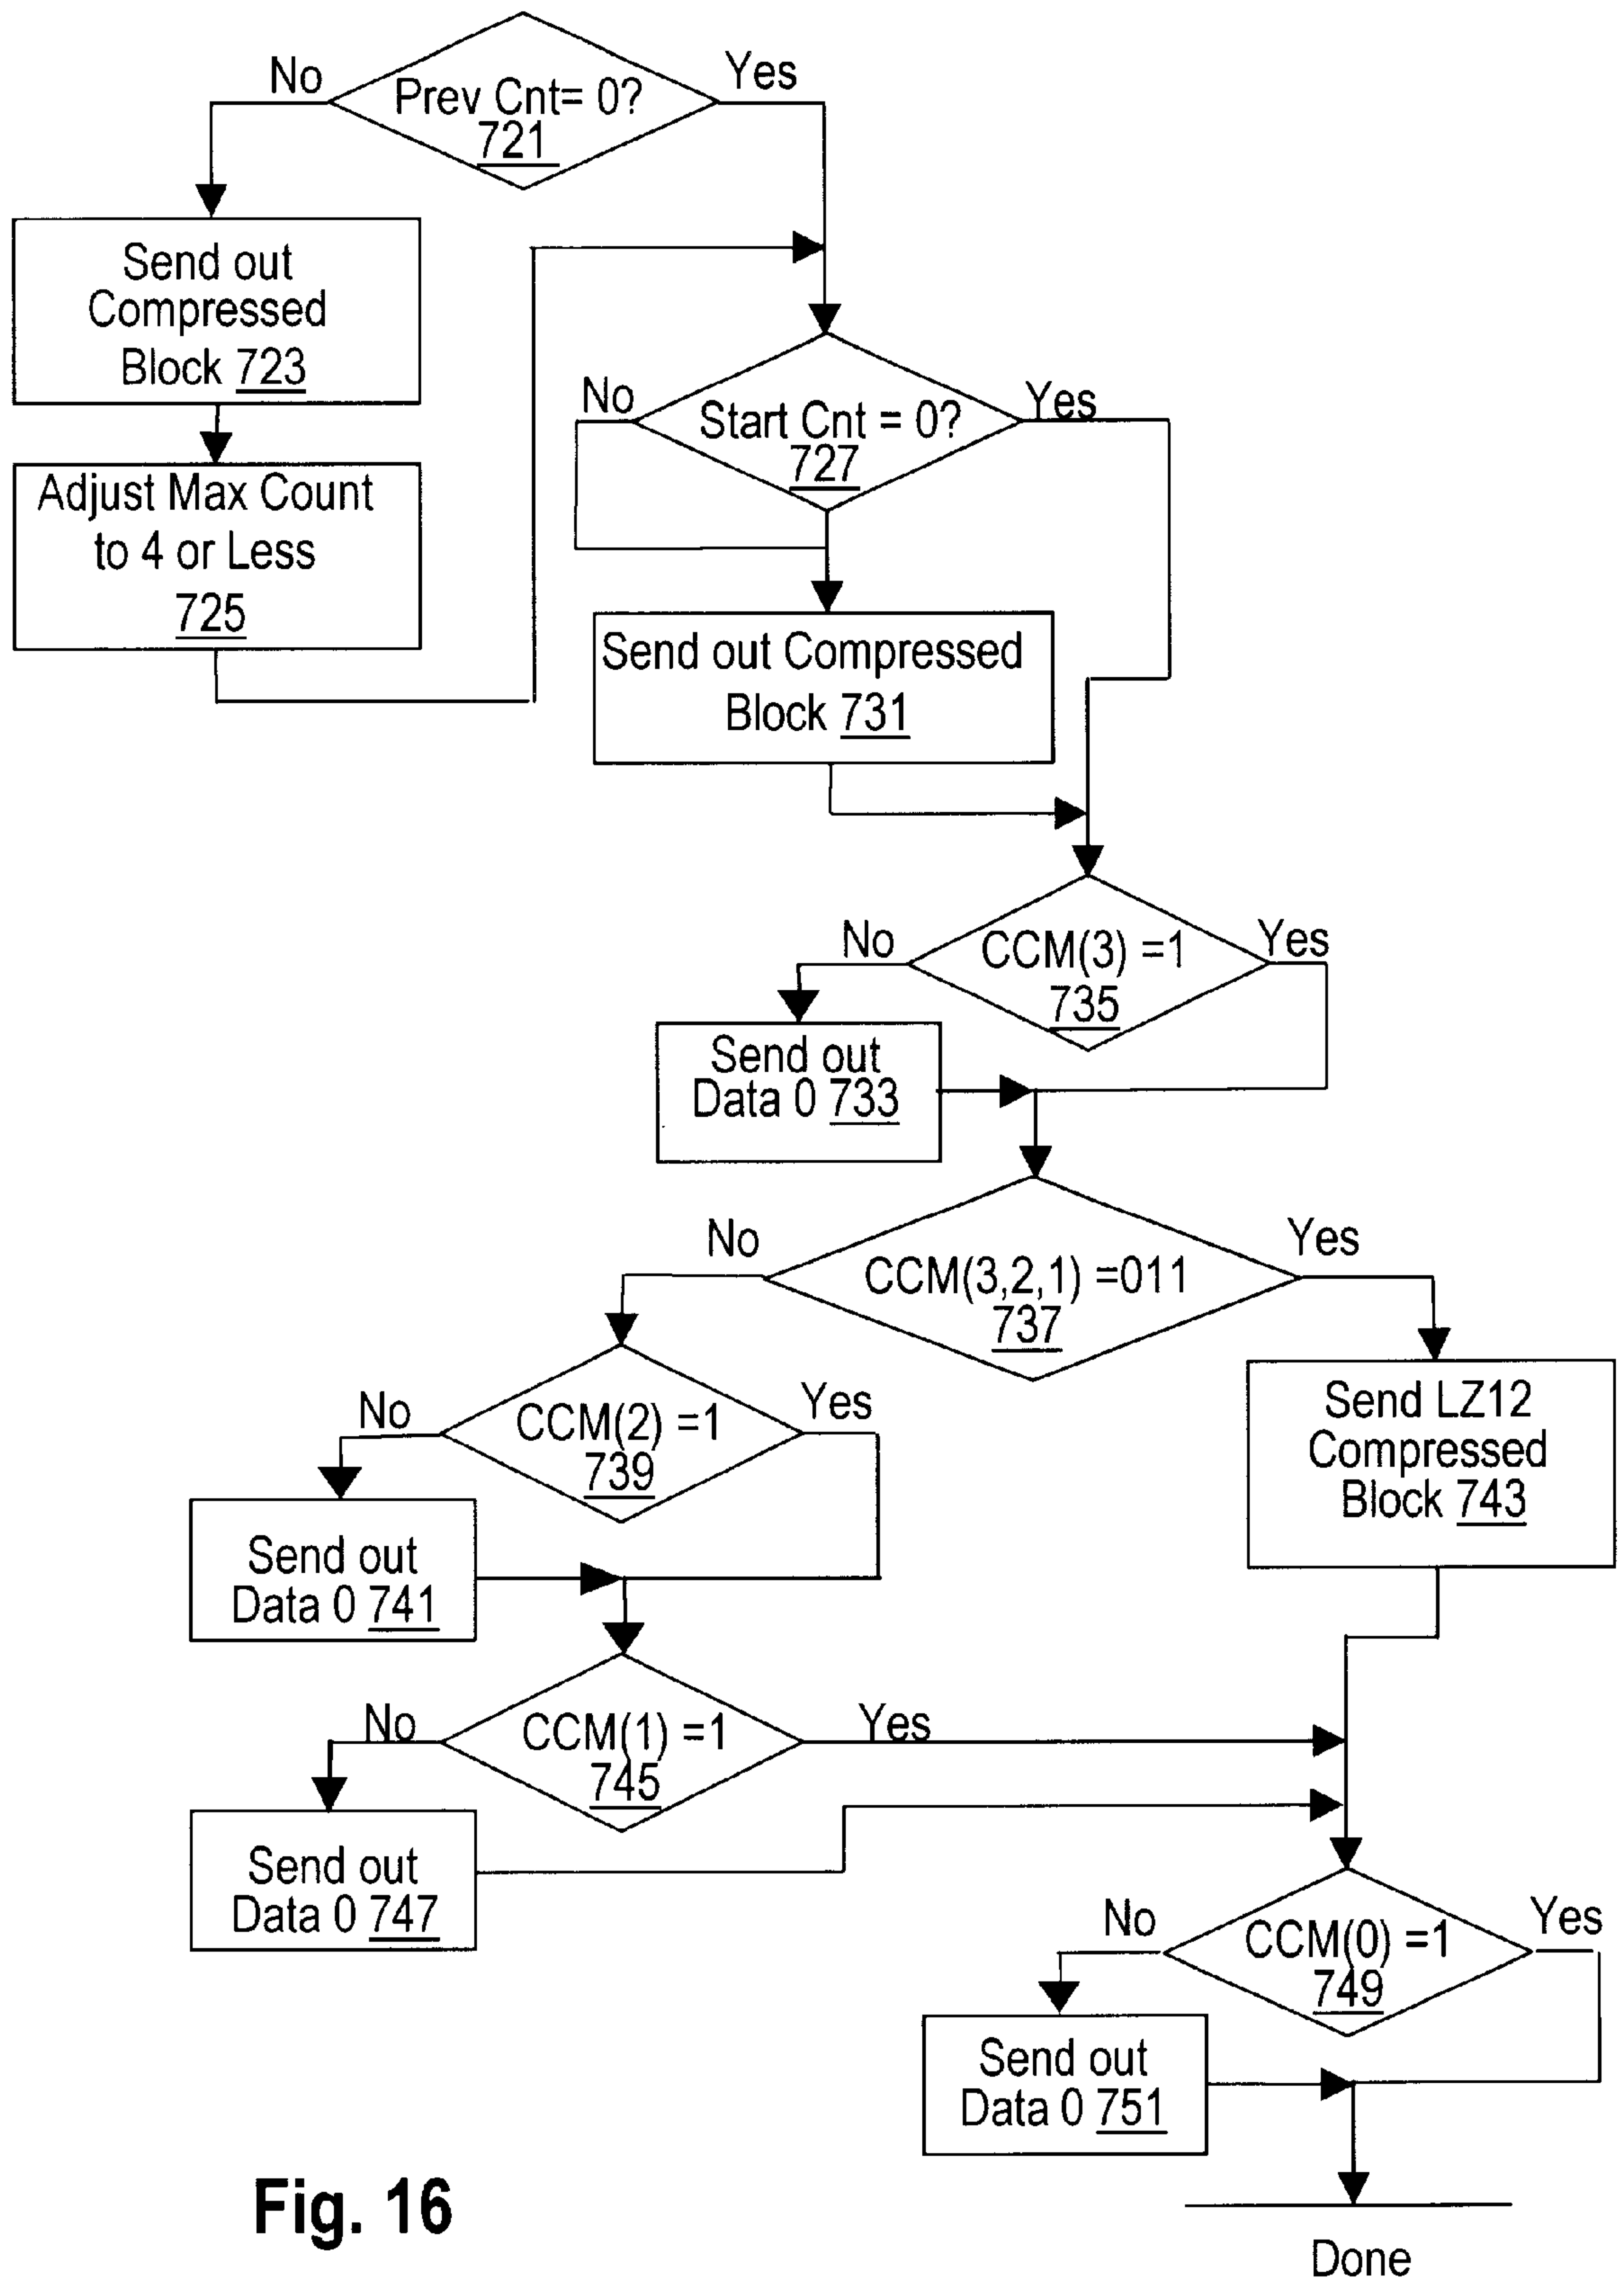 No
Yes
Prev Cnt= 0?
721
Send out
Compressed
Block 723
Adjust Max Count
to 4 or Less
725
No
Yes
Start Cnt = 0?
727
Send out Compressed
Block 731
No
Yes
CCM(3) =1
735
Send out
Data 0 733
No
Yes
CCM(3,2,1) =011
737
No
Yes
CCM(2) =1
739
Send LZ12
Compressed
Block 743
Send out
Data 0 741
No
Yes
CCM(1) =1
745
Send out
Data 0 747
No
Yes
CCM(0) =1
749
Send out
Data 0 751
Fig. 16
Done